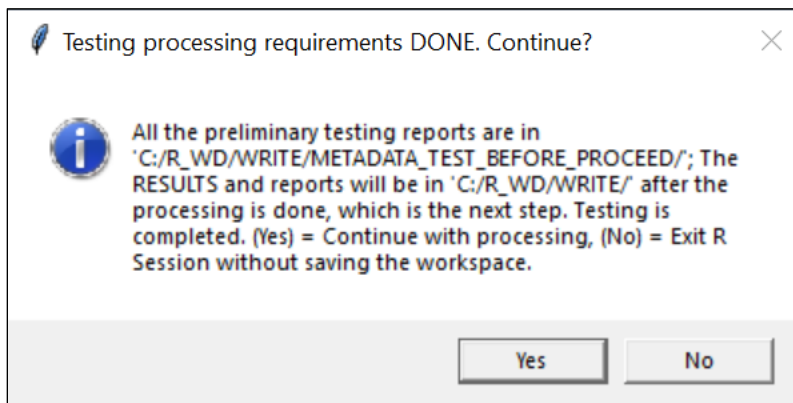 Testing processing requirements DONE. Continue?
All the preliminary testing reports are in
'C:/R_WD/WRITE/METADATA_TEST_BEFORE_PROCEED/'; The
RESULTS and reports will be in 'C:/R_WD/WRITE/' after the
processing is done, which is the next step. Testing is
completed. (Yes) = Continue with processing, (No) = Exit R
Session without saving the workspace.
Yes
No